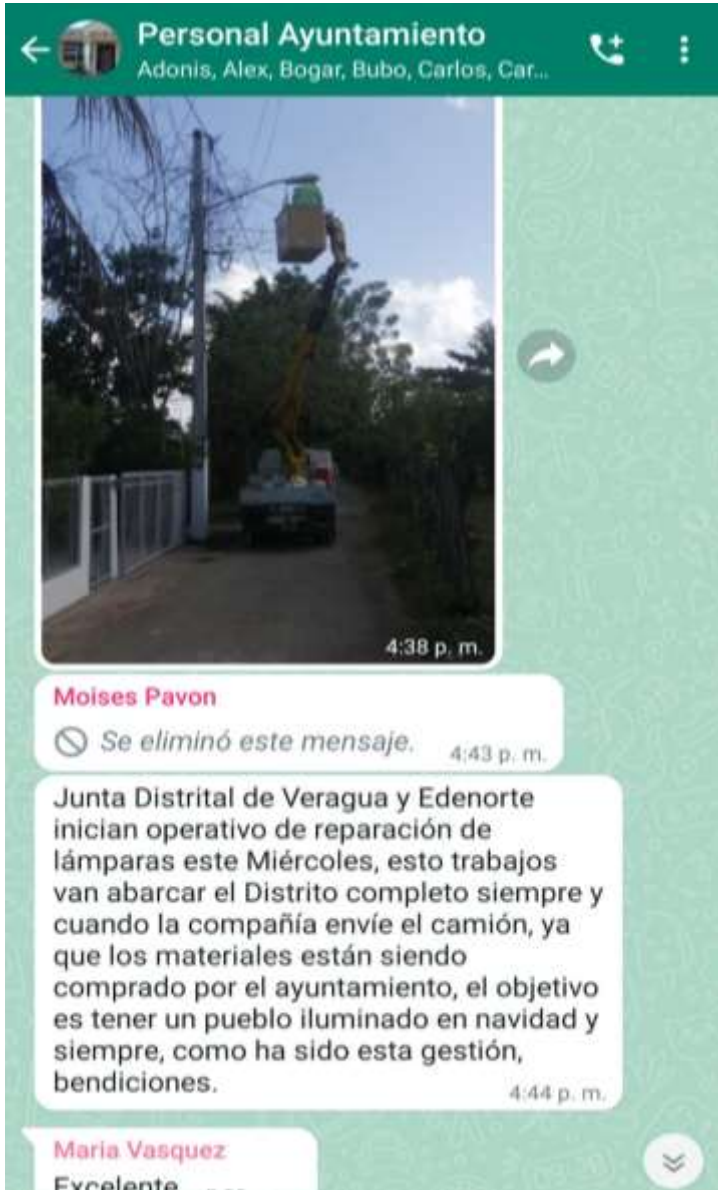 Personal Ayuntamiento
Adonis, Alex, Bogar, Bubo, Carlos, Car...
4:38 p. m.
Moises Pavon
Se eliminó este mensaje. 4:43 p. m.
Junta Distrital de Veragua y Edenorte
inician operativo de reparación de
lámparas este Miércoles, esto trabajos
van abarcar el Distrito completo siempre y
cuando la compañía envíe el camión, ya
que los materiales están siendo
comprado por el ayuntamiento, el objetivo
es tener un pueblo iluminado en navidad y
siempre, como ha sido esta gestión,
bendiciones. 4:44 p. m.
Maria Vasquez
Excelente